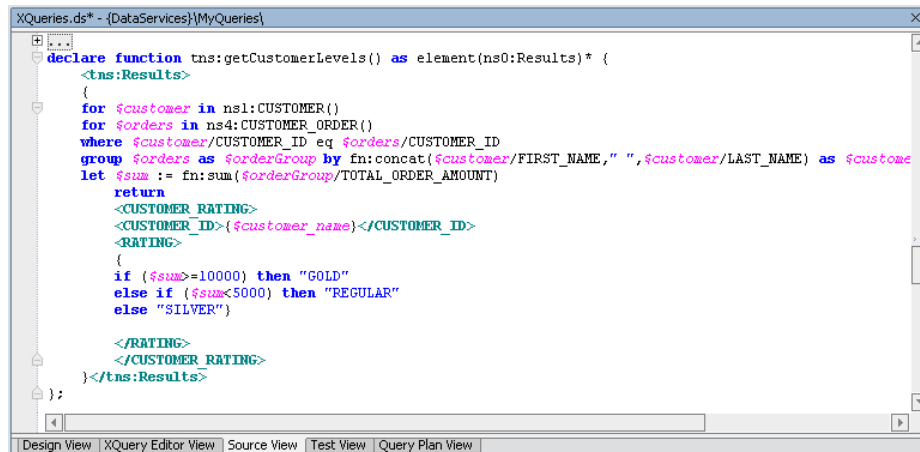 XQueries.ds* - {DataServices}\MyQueries\
...
declare function tns:getCustomerLevels() as element(ns0:Results)* {
<tns:Results>
{
for $customer in ns1:CUSTOMER()
for $orders in ns4:CUSTOMER_ORDER()
where $customer/CUSTOMER_ID eq $orders/CUSTOMER_ID
group $orders as $orderGroup by fn:concat($customer/FIRST_NAME," ",$customer/LAST_NAME) as $custome
let $sum := fn:sum($orderGroup/TOTAL_ORDER_AMOUNT)
return
<CUSTOMER_RATING>
<CUSTOMER_ID>{$customer_name}</CUSTOMER_ID>
<RATING>
{
if ($sum>=10000) then "GOLD"
else if ($sum<5000) then "REGULAR"
else "SILVER"}
</RATING>
</CUSTOMER_RATING>
}</tns:Results>
};
Design View XQuery Editor View Source View Test View Query Plan View